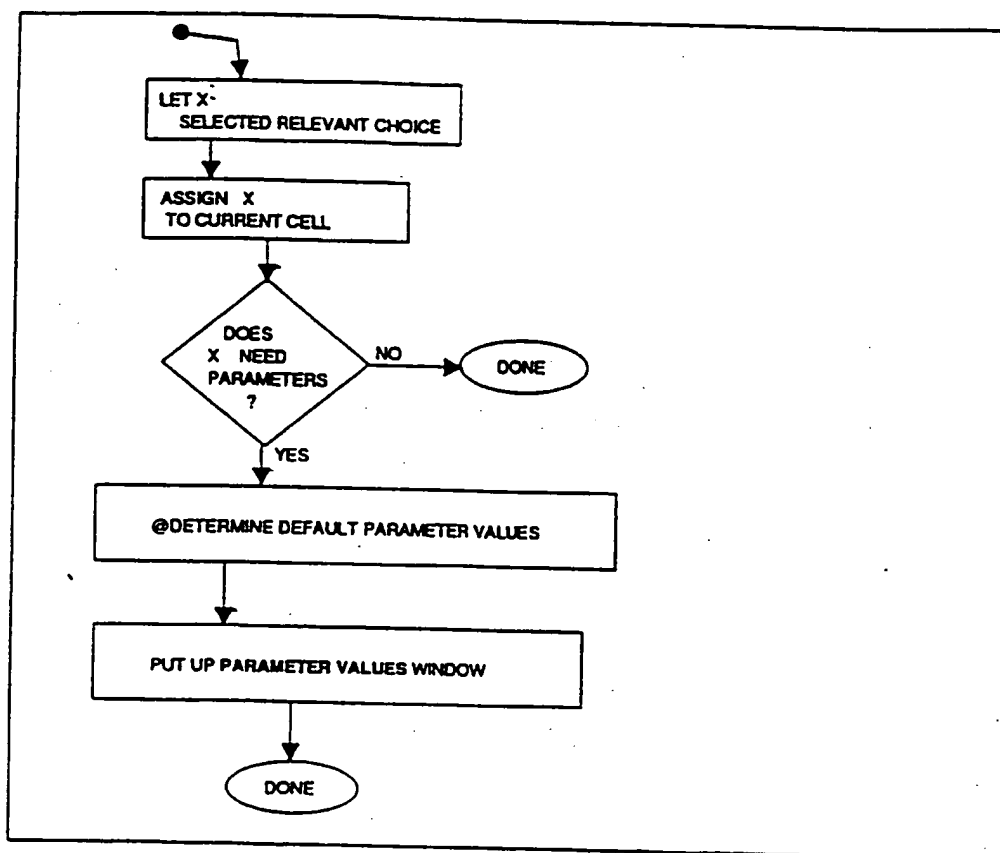 LET X-
SELECTED RELEVANT CHOICE
ASSIGN X
TO CURRENT CELL
DOES
X NEED
PARAMETERS
?
NO
DONE
YES
@DETERMINE DEFAULT PARAMETER VALUES
PUT UP PARAMETER VALUES WINDOW
DONE